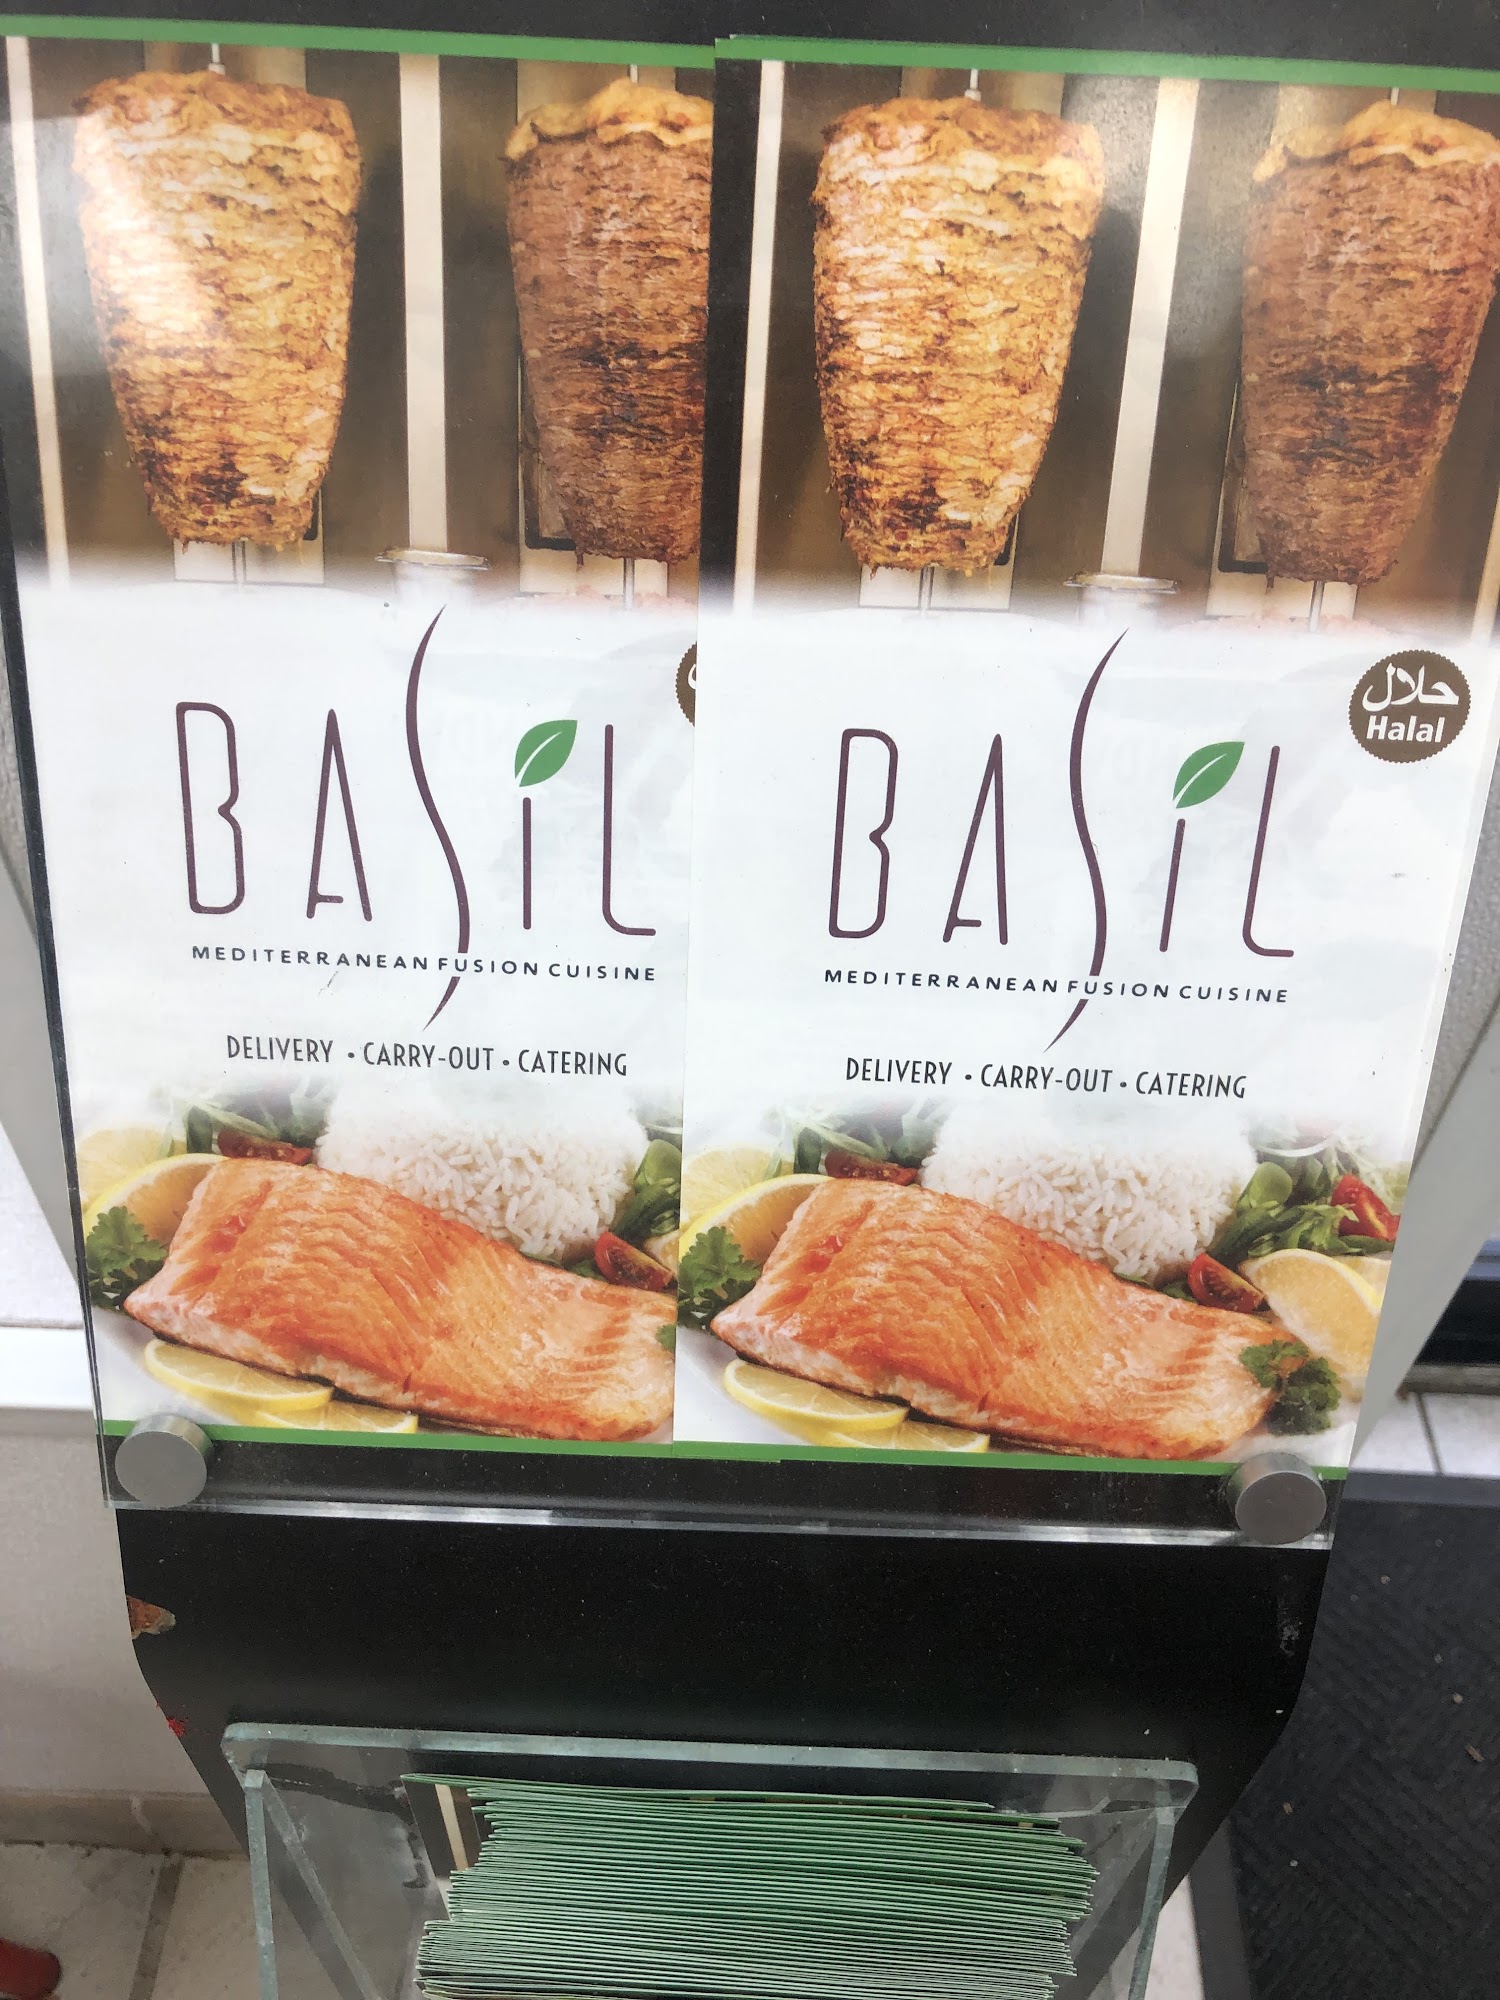 BASiL
MEDITERRANEAN FUSION CUISINE
DELIVERY • CARRY-OUT • CATERING
حلال
Halal
BASiL
MEDITERRANEAN FUSION CUISINE
DELIVERY • CARRY-OUT • CATERING